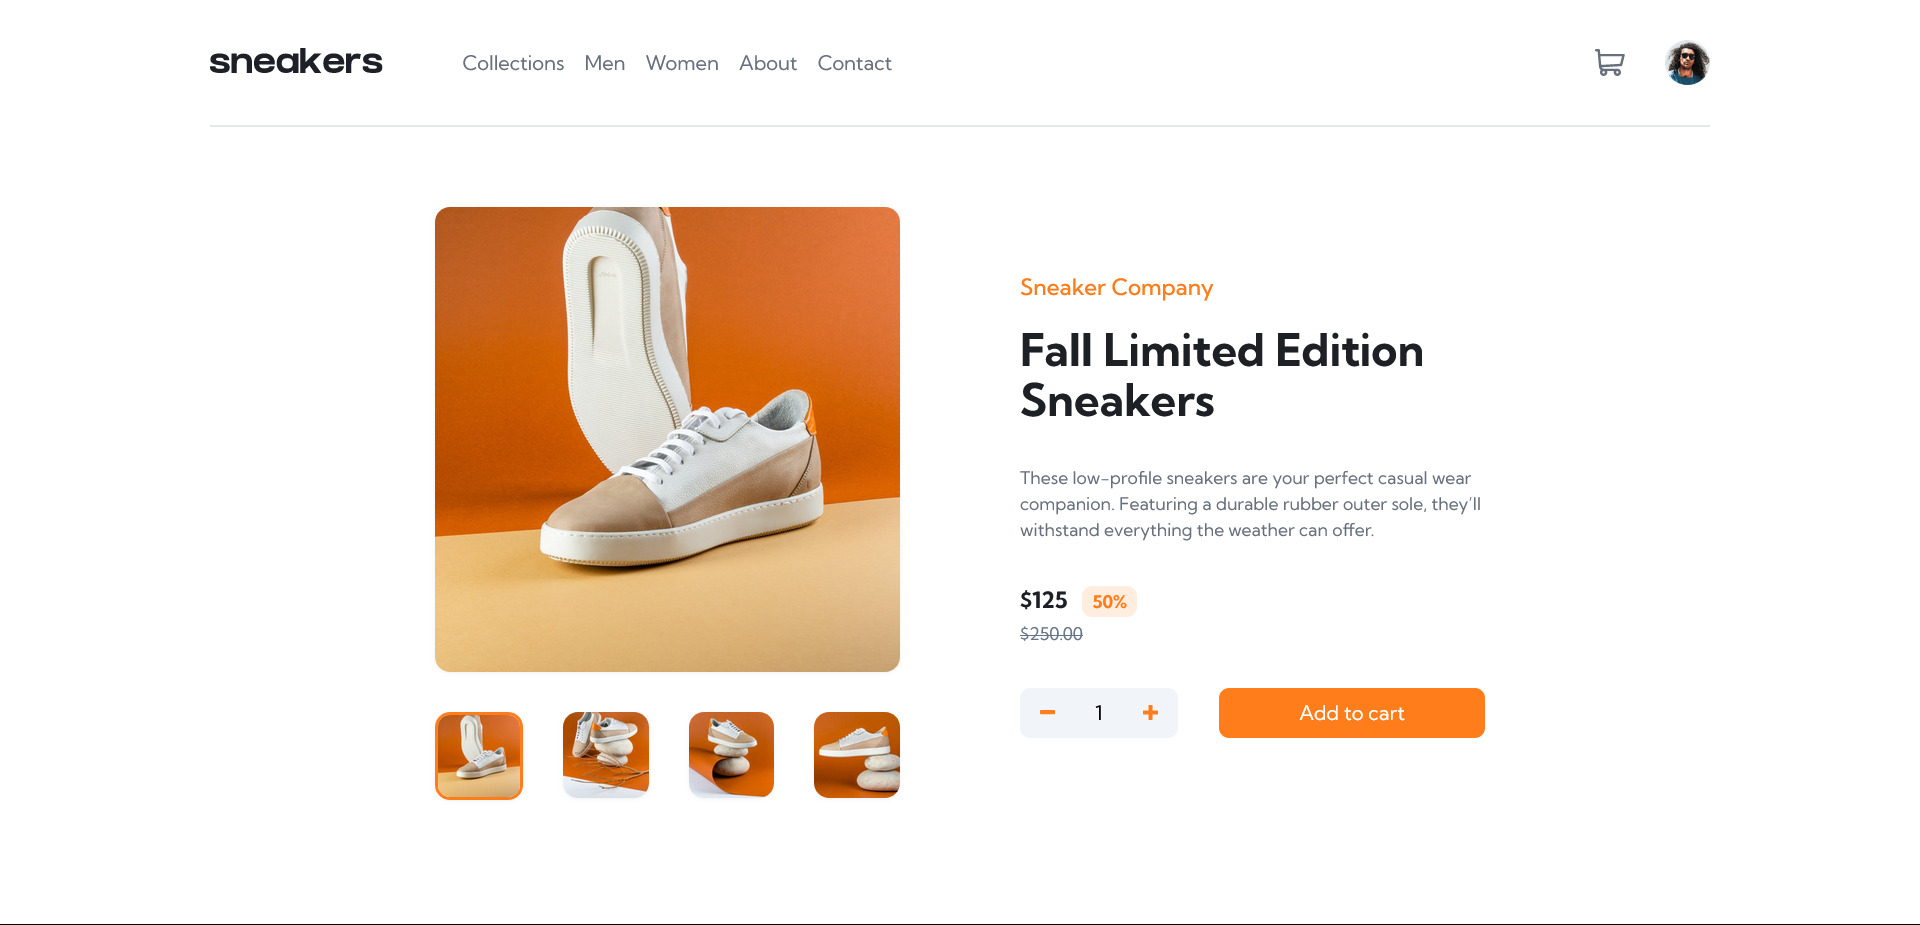 sneakers
Collections Men Women About Contact
Sneaker Company
Fall Limited Edition
Sneakers
These low-profile sneakers are your perfect casual wear
companion. Featuring a durable rubber outer sole, they’ll
withstand everything the weather can offer.
$125 50%
$250.00
1
Add to cart